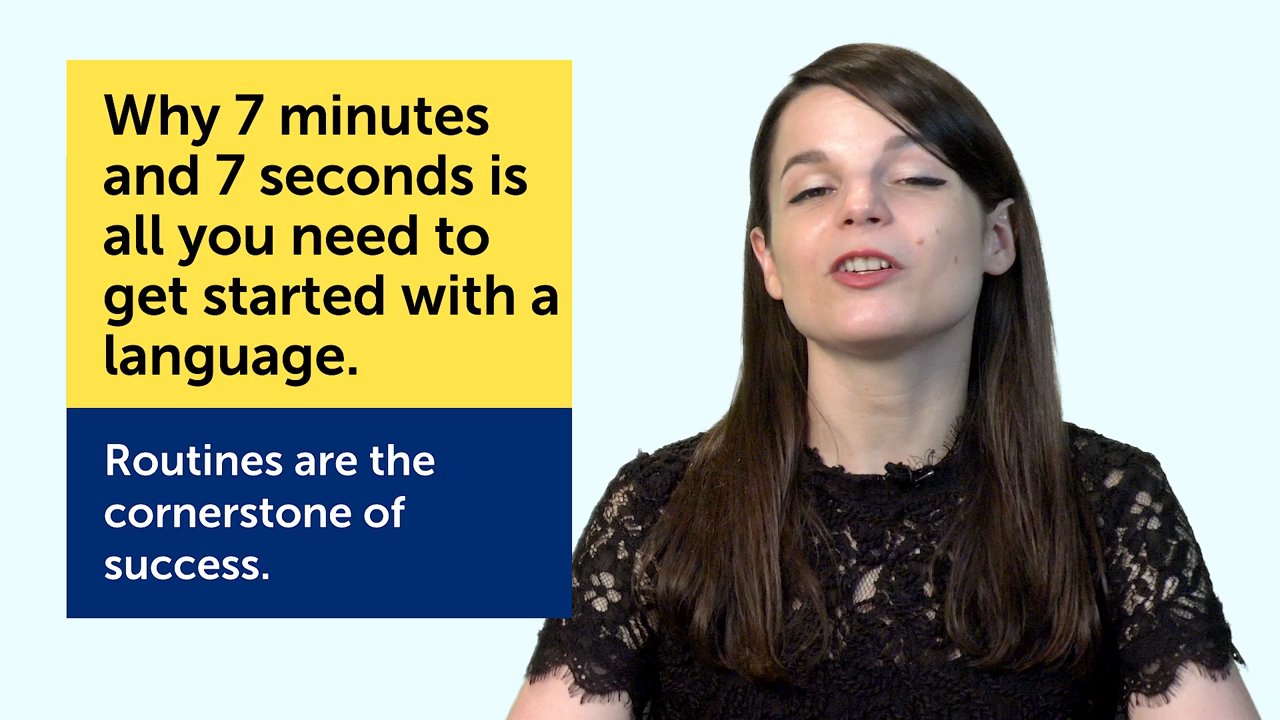 Why 7 minutes
and 7 seconds is
all you need to
get started with a
language.
Routines are the
cornerstone of
success.